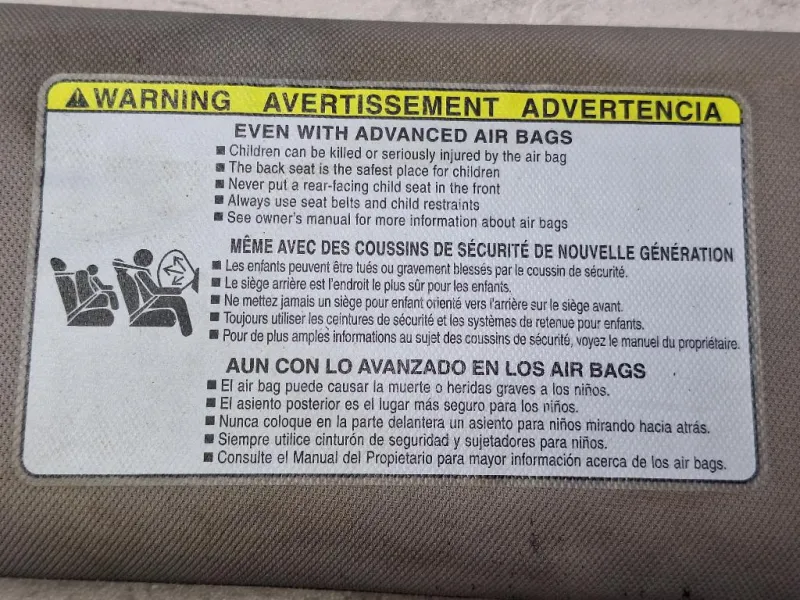 ⚠WARNING AVERTISSEMENT ADVERTENCIA
EVEN WITH ADVANCED AIR BAGS
■ Children can be killed or seriously injured by the air bag
■ The back seat is the safest place for children
■ Never put a rear-facing child seat in the front
■ Always use seat belts and child restraints
■ See owner's manual for more information about air bags
MÊME AVEC DES COUSSINS DE SÉCURITÉ DE NOUVELLE GÉNÉRATION
■ Les enfants peuvent être tués ou gravement blessés par le coussin de sécurité.
■ Le siège arrière est l'endroit le plus sûr pour les enfants.
■ Ne mettez jamais un siège pour enfant orienté vers l'arrière sur le siège avant.
■ Toujours utiliser les ceintures de sécurité et les systèmes de retenue pour enfants.
■ Pour de plus amples informations au sujet des coussins de sécurité, voyez le manuel du propriétaire.
AUN CON LO AVANZADO EN LOS AIR BAGS
■ El air bag puede causar la muerte o heridas graves a los niños.
■ El asiento posterior es el lugar más seguro para los niños.
■ Nunca coloque en la parte delantera un asiento para niños mirando hacia atrás.
■ Siempre utilice cinturón de seguridad y sujetadores para niños.
■ Consulte el Manual del Propietario para mayor información acerca de los air bags.